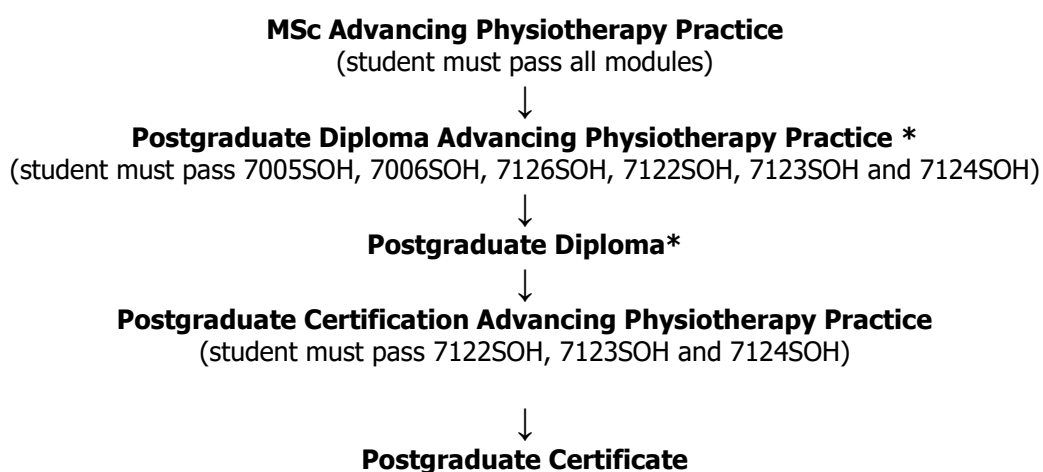 MSc Advancing Physiotherapy Practice
(student must pass all modules)
↓
Postgraduate Diploma Advancing Physiotherapy Practice *
(student must pass 7005SOH, 7006SOH, 7126SOH, 7122SOH, 7123SOH and 7124SOH)
↓
Postgraduate Diploma*
↓
Postgraduate Certification Advancing Physiotherapy Practice
(student must pass 7122SOH, 7123SOH and 7124SOH)
↓
Postgraduate Certificate